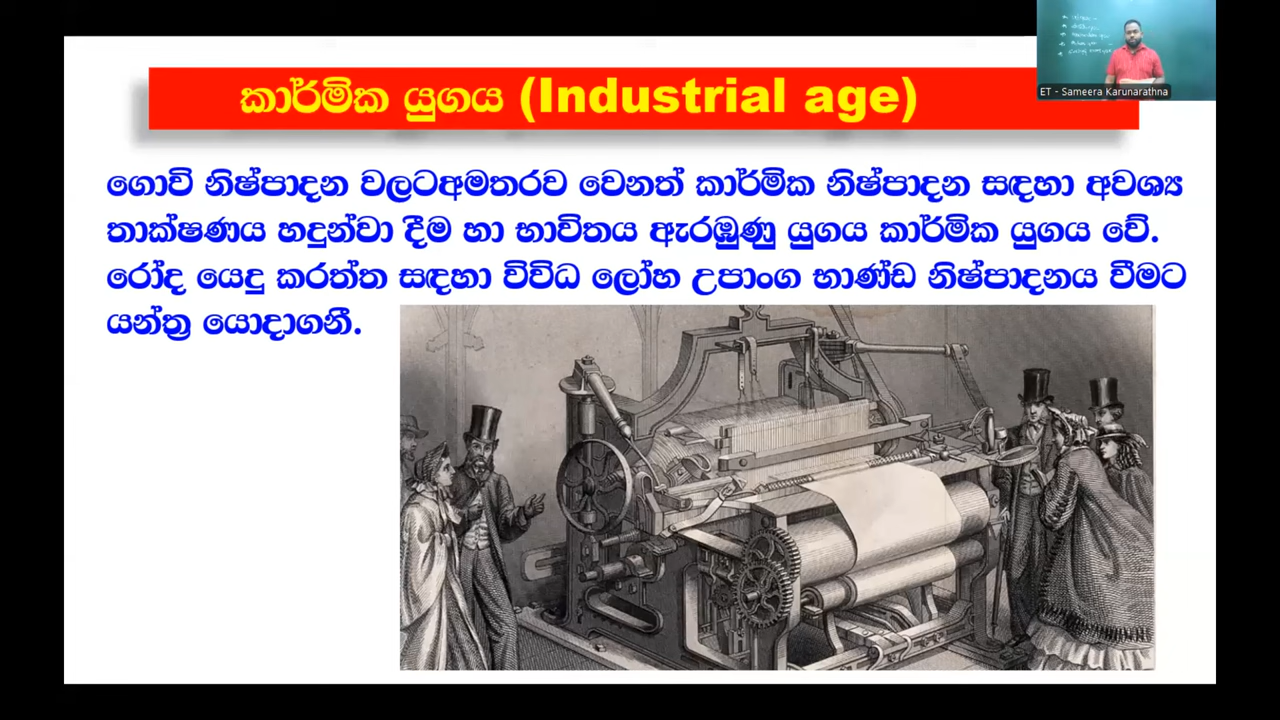 කාර්මික යුගය (Industrial age)
ET - Sameera Karunarathna
ගොවි නිෂ්පාදන වලටඅමතරව වෙනත් කාර්මික නිෂ්පාදන සඳහා අවශ්‍ය
තාක්ෂණය හදුන්වා දීම හා භාවිතය ඇරඹුණු යුගය කාර්මික යුගය වේ.
රෝද යෙදු කරත්ත සඳහා විවිධ ලෝහ උපාංග භාණ්ඩ නිෂ්පාදනය වීමට
යන්ත්‍ර යොදාගනී.